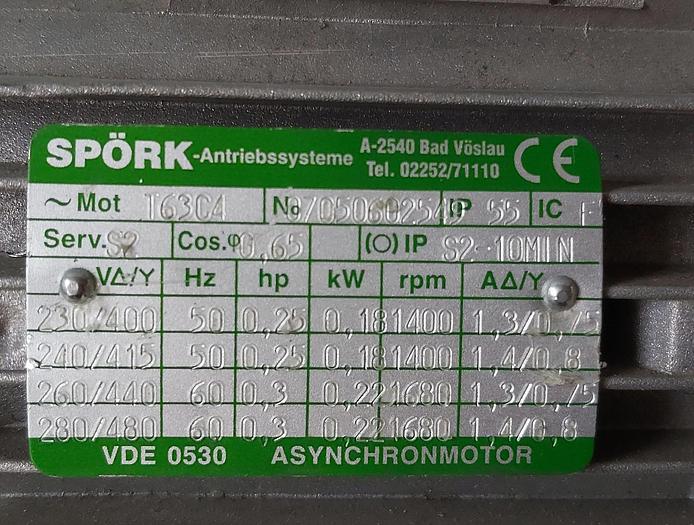 SPÖRK-Antriebssysteme A-2540 Bad Vöslau
Tel. 02252/71110 CE
~ Mot T63C4 No IP 55 IC F
Serv. S2 Cos.φ 0,65 (O) IP S2-10MIN
VΔ/Y Hz hp kW rpm AΔ/Y
230/400 50 0,25 0,18 1400 1,3/0,75
240/415 50 0,25 0,18 1400 1,4/0,8
260/440 60 0,3 0,22 1680 1,3/0,75
280/480 60 0,3 0,22 1680 1,4/0,8
VDE 0530 ASYNCHRONMOTOR